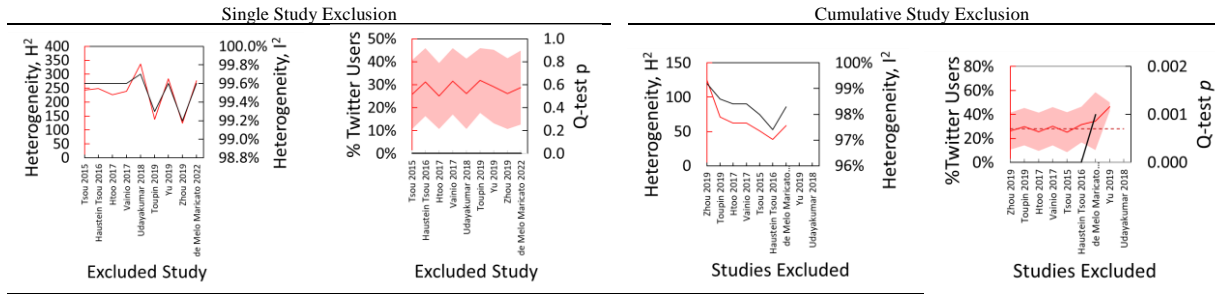 Single Study Exclusion
Cumulative Study Exclusion
Heterogeneity, H²
400
350
300
250
200
150
100
50
0
100.0%
99.8%
99.6%
99.4%
99.2%
99.0%
98.8%
Heterogeneity, I²
Tsou 2015
Haustein Tsou 2016
Htoo 2017
Vainio 2017
Udayakumar 2018
Toupin 2019
Yu 2019
Zhou 2019
de Melo Maricato 2022
Excluded Study
% Twitter Users
50%
40%
30%
20%
10%
0%
1.0
0.8
0.6
0.4
0.2
0.0
Q-test p
Tsou 2015
Haustein Tsou 2016
Htoo 2017
Vainio 2017
Udayakumar 2018
Toupin 2019
Yu 2019
Zhou 2019
de Melo Maricato 2022
Excluded Study
Heterogeneity, H²
150
100
50
0
100%
99%
98%
97%
96%
Heterogeneity, I²
Zhou 2019
Toupin 2019
Htoo 2017
Vainio 2017
Tsou 2015
Haustein Tsou 2016
de Melo Maricato...
Yu 2019
Udayakumar 2018
Studies Excluded
%Twitter Users
80%
60%
40%
20%
0%
0.002
0.001
0.000
Q-test p
Zhou 2019
Toupin 2019
Htoo 2017
Vainio 2017
Tsou 2015
Haustein Tsou 2016
de Melo Maricato...
Yu 2019
Udayakumar 2018
Studies Excluded